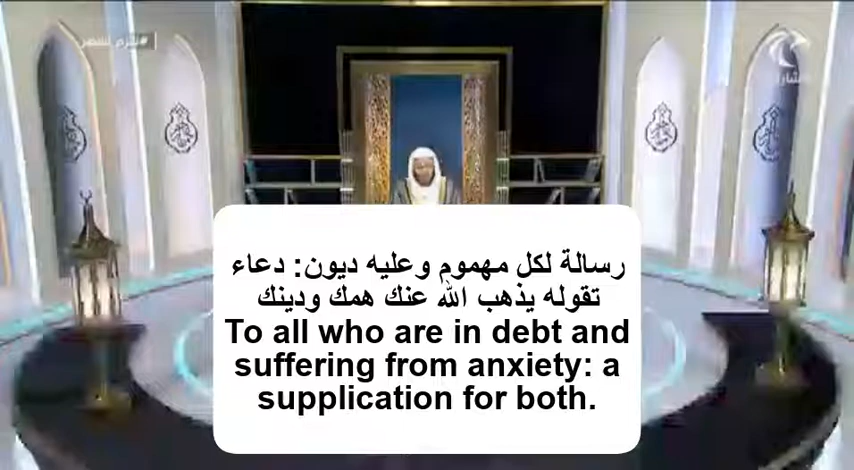 رسالة لكل مهموم وعليه ديون: دعاء
تقوله يذهب الله عنك همك ودينك
To all who are in debt and
suffering from anxiety: a
supplication for both.